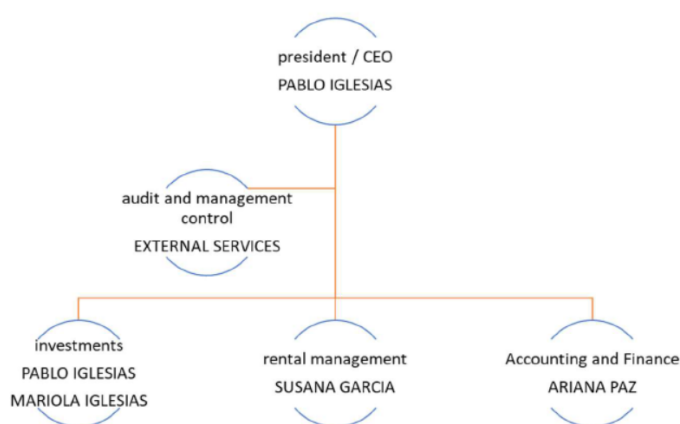 president / CEO
PABLO IGLESIAS
audit and management
control
EXTERNAL SERVICES
investments
PABLO IGLESIAS
MARIOLA IGLESIAS
rental management
SUSANA GARCIA
Accounting and Finance
ARIANA PAZ